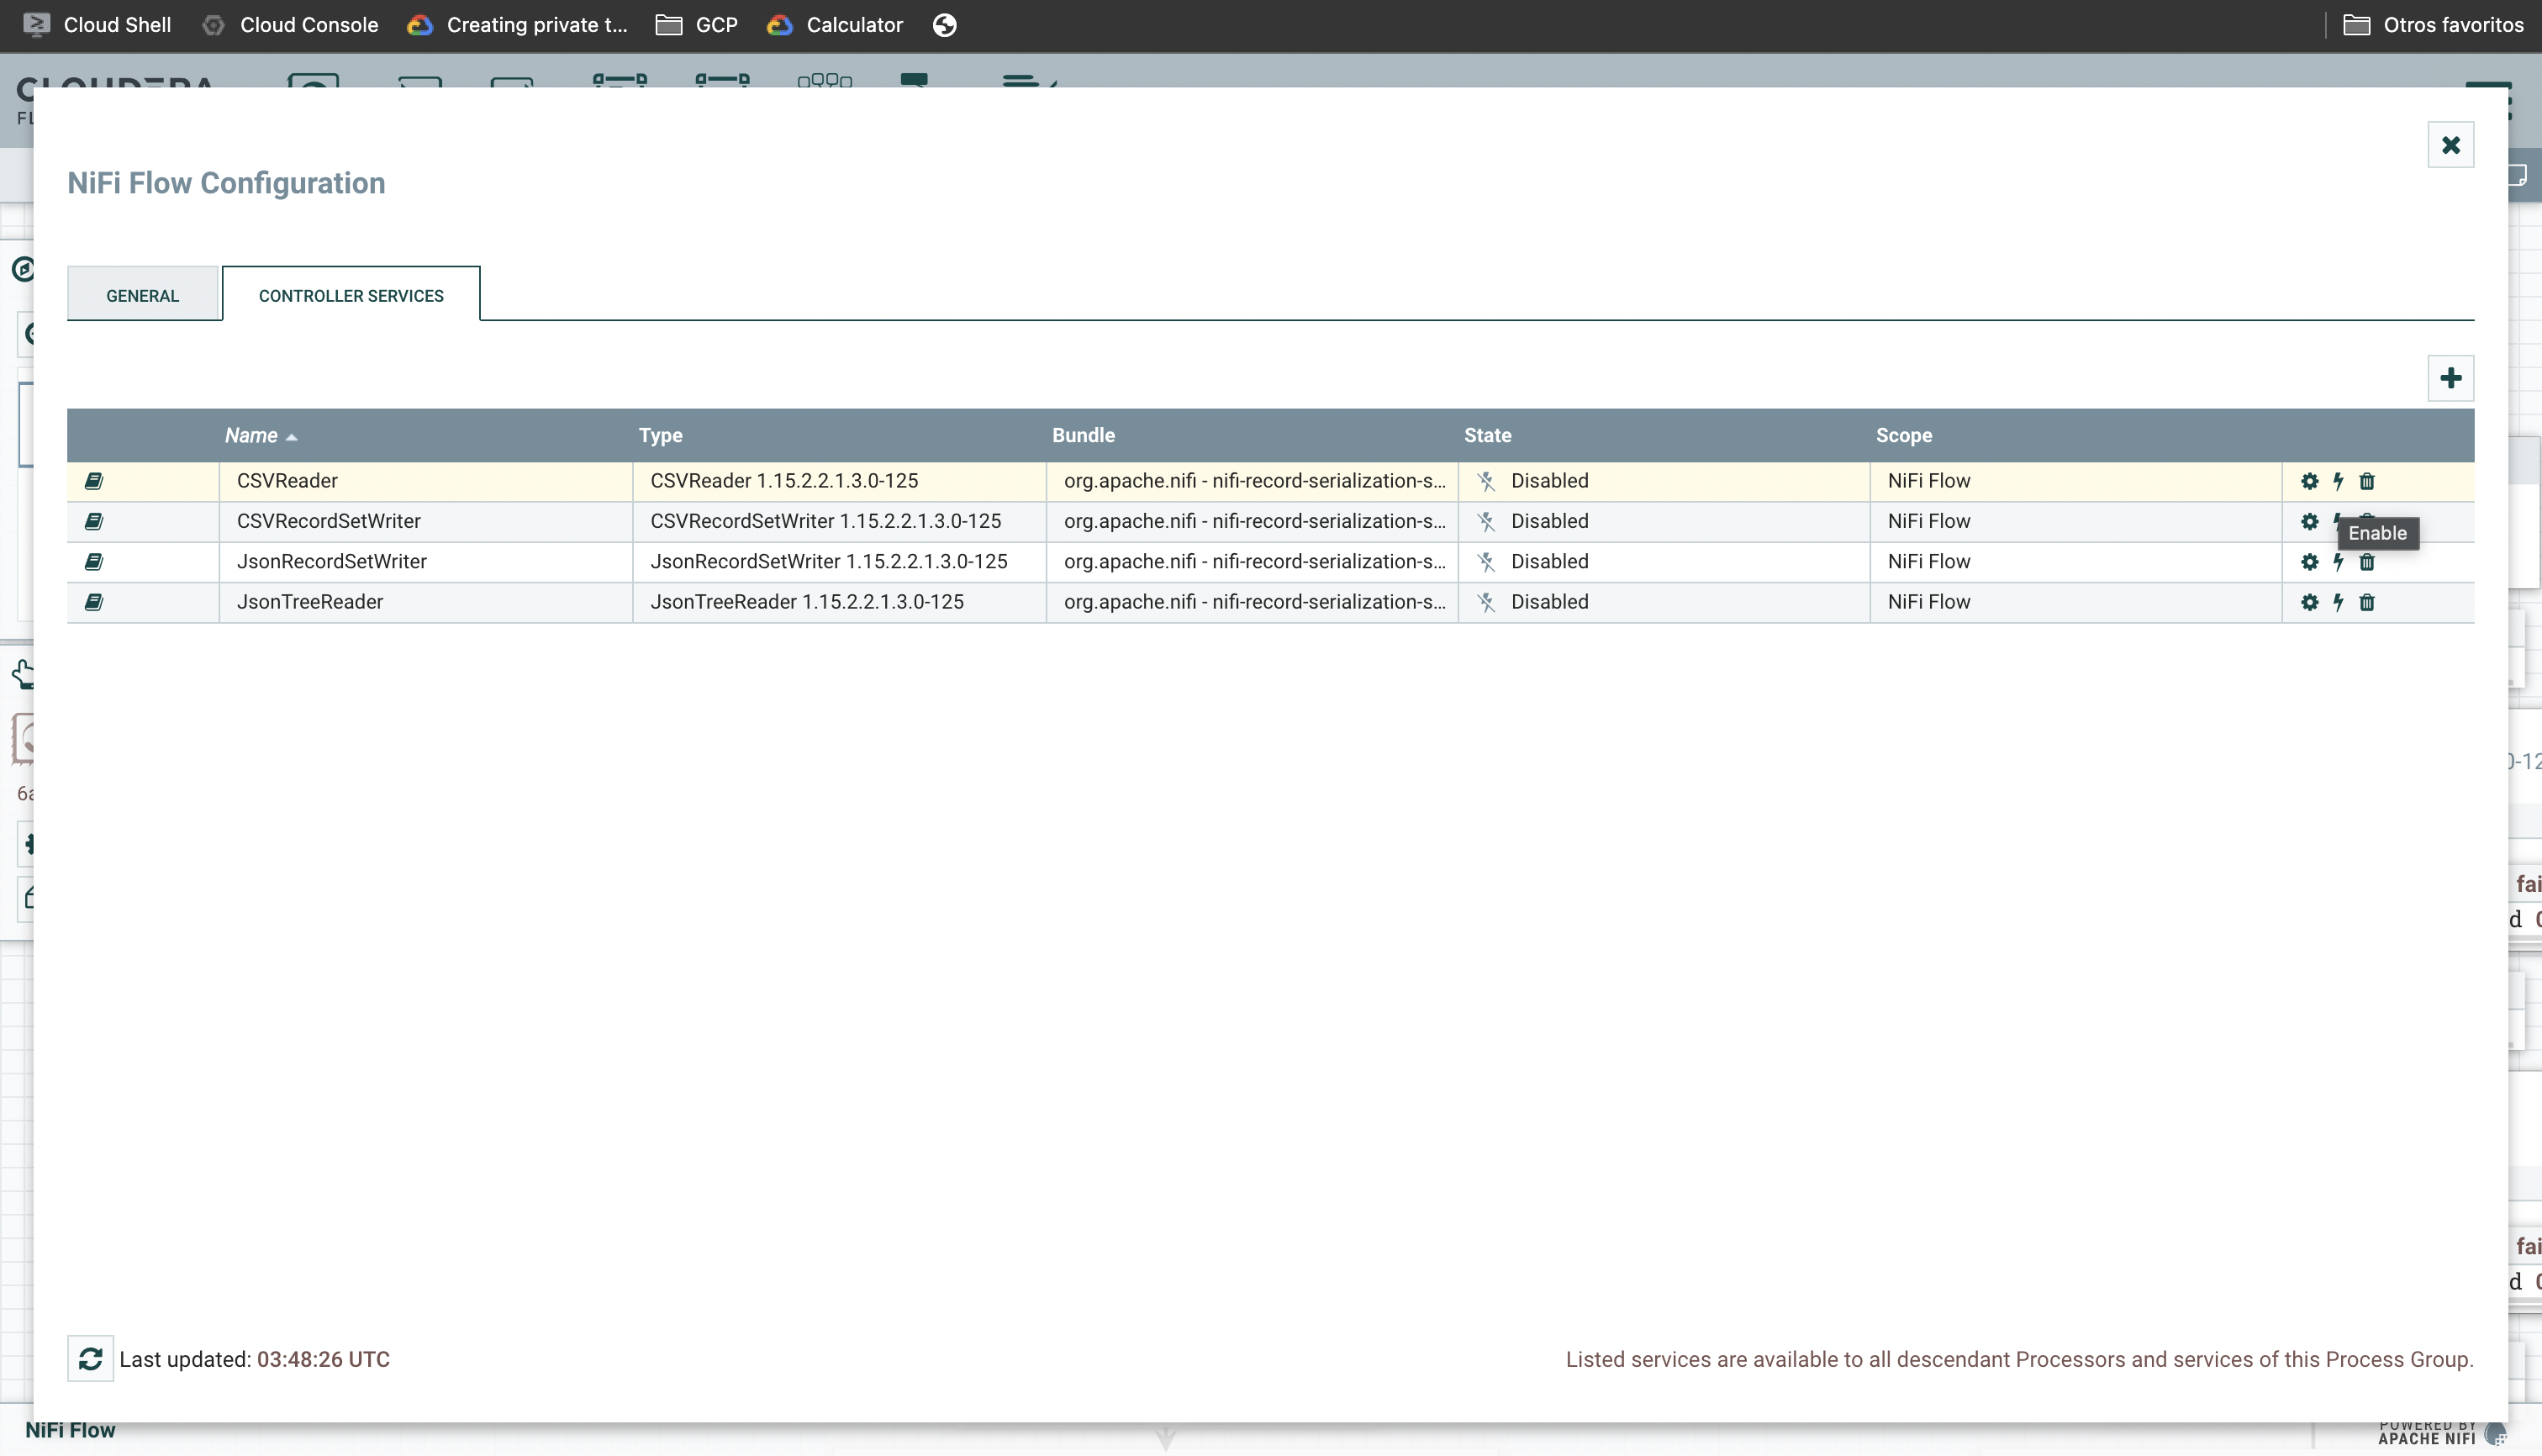 Cloud Shell Cloud Console Creating private t... GCP Calculator Otros favoritos
CLOUDERA
NiFi Flow Configuration
GENERAL CONTROLLER SERVICES
Name Type Bundle State Scope
CSVReader CSVReader 1.15.2.2.1.3.0-125 org.apache.nifi - nifi-record-serialization-s... Disabled NiFi Flow
CSVRecordSetWriter CSVRecordSetWriter 1.15.2.2.1.3.0-125 org.apache.nifi - nifi-record-serialization-s... Disabled NiFi Flow
Enable
JsonRecordSetWriter JsonRecordSetWriter 1.15.2.2.1.3.0-125 org.apache.nifi - nifi-record-serialization-s... Disabled NiFi Flow
JsonTreeReader JsonTreeReader 1.15.2.2.1.3.0-125 org.apache.nifi - nifi-record-serialization-s... Disabled NiFi Flow
Last updated: 03:48:26 UTC Listed services are available to all descendant Processors and services of this Process Group.
NiFi Flow
POWERED BY
APACHE NIFI